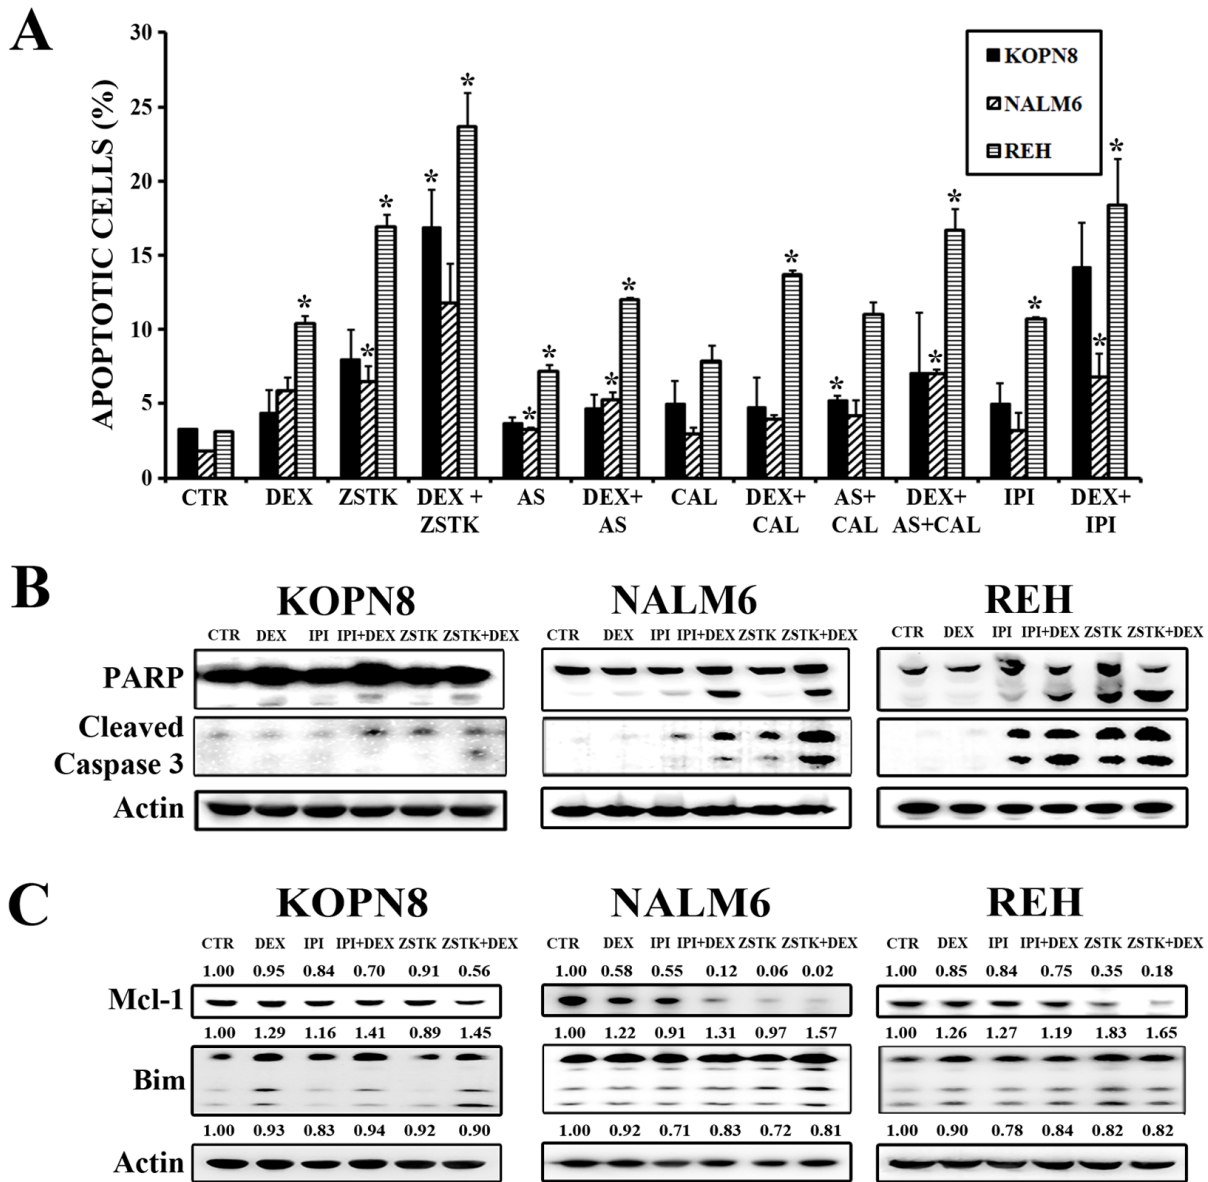 A
APOPTOTIC CELLS (%)
30
25
20
15
10
5
0
KOPN8
NALM6
REH
* * * * * * * * * * * * * * * *
CTR DEX ZSTK DEX + AS DEX+ CAL DEX+ AS+ DEX+ IPI DEX+
ZSTK AS CAL CAL AS+CAL IPI
B
KOPN8 NALM6 REH
CTR DEX IPI IPI+DEX ZSTK ZSTK+DEX CTR DEX IPI IPI+DEX ZSTK ZSTK+DEX CTR DEX IPI IPI+DEX ZSTK ZSTK+DEX
PARP
Cleaved
Caspase 3
Actin
C
KOPN8 NALM6 REH
CTR DEX IPI IPI+DEX ZSTK ZSTK+DEX CTR DEX IPI IPI+DEX ZSTK ZSTK+DEX CTR DEX IPI IPI+DEX ZSTK ZSTK+DEX
1.00 0.95 0.84 0.70 0.91 0.56 1.00 0.58 0.55 0.12 0.06 0.02 1.00 0.85 0.84 0.75 0.35 0.18
Mcl-1
1.00 1.29 1.16 1.41 0.89 1.45 1.00 1.22 0.91 1.31 0.97 1.57 1.00 1.26 1.27 1.19 1.83 1.65
Bim
1.00 0.93 0.83 0.94 0.92 0.90 1.00 0.92 0.71 0.83 0.72 0.81 1.00 0.90 0.78 0.84 0.82 0.82
Actin